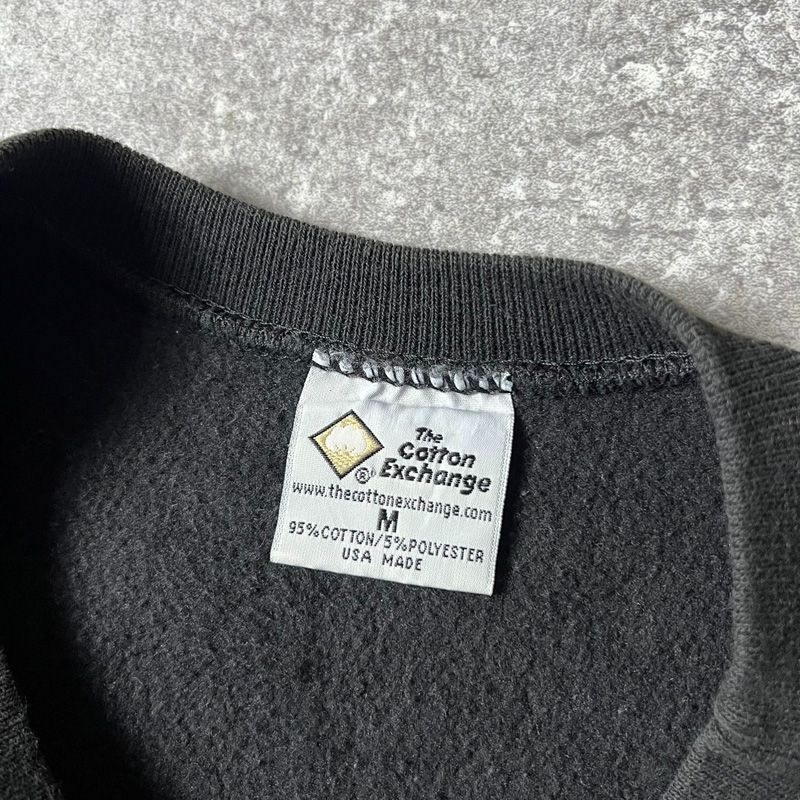 The
Cotton
® Exchange
www.thecottonexchange.com
M
95%COTTON/5%POLYESTER
USA MADE